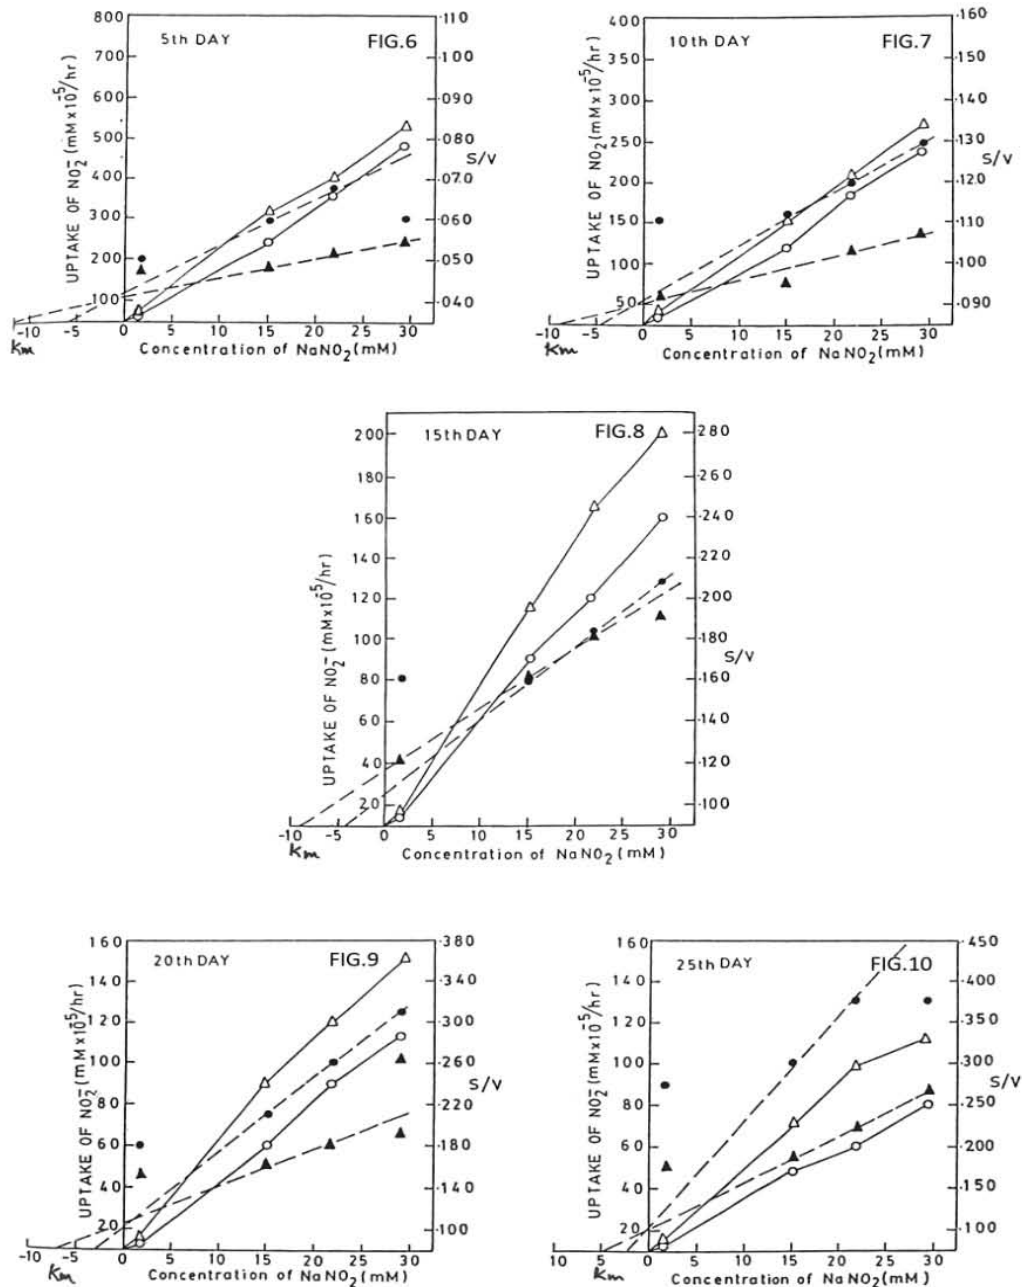 5th DAY
FIG.6
800
700
600
500
400
300
200
100
UPTAKE OF NO₂⁻ (mM×10⁻⁵/hr)
·110
·100
·090
·080
S/V
·070
·060
·050
·040
-10 -5 0 5 10 15 20 25 30
Km
Concentration of NaNO₂(mM)
10th DAY
FIG.7
400
350
300
250
200
150
100
50
UPTAKE OF NO₂(mM×10⁻⁵/hr)
·160
·150
·140
·130
S/V
·120
·110
·100
·090
-10 -5 0 5 10 15 20 25 30
Km
Concentration of NaNO₂(mM)
15th DAY
FIG.8
200
180
160
140
120
100
80
60
40
20
UPTAKE OF NO₂⁻ (mM×10⁻⁵/hr)
·280
·260
·240
·220
·200
·180
S/V
·160
·140
·120
·100
-10 -5 0 5 10 15 20 25 30
Km
Concentration of NaNO₂(mM)
20th DAY
FIG.9
160
140
120
100
80
60
40
20
UPTAKE OF NO₂⁻(mM×10⁻⁵/hr)
·380
·360
·300
·260
S/V
·220
·180
·140
·100
-10 -5 0 5 10 15 20 25 30
Km
Concentration of NaNO₂(mM)
25th DAY
FIG.10
160
140
120
100
80
60
40
20
UPTAKE OF NO₂⁻(mM×10⁻⁵/hr)
·450
·400
·350
·300
S/V
·250
·200
·150
·100
10 5 0 5 10 15 20 25 30
Km
Concentration of NaNO₂(mM)